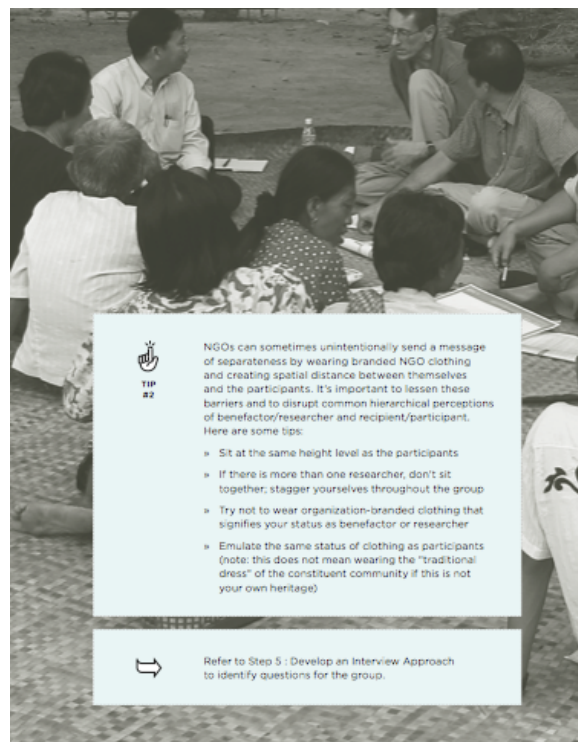 TIP
#2
NGOs can sometimes unintentionally send a message
of separateness by wearing branded NGO clothing
and creating spatial distance between themselves
and the participants. It's important to lessen these
barriers and to disrupt common hierarchical perceptions
of benefactor/researcher and recipient/participant.
Here are some tips:
» Sit at the same height level as the participants
» If there is more than one researcher, don't sit
together; stagger yourselves throughout the group
» Try not to wear organization-branded clothing that
signifies your status as benefactor or researcher
» Emulate the same status of clothing as participants
(note: this does not mean wearing the "traditional
dress" of the constituent community if this is not
your own heritage)
Refer to Step 5 : Develop an Interview Approach
to identify questions for the group.